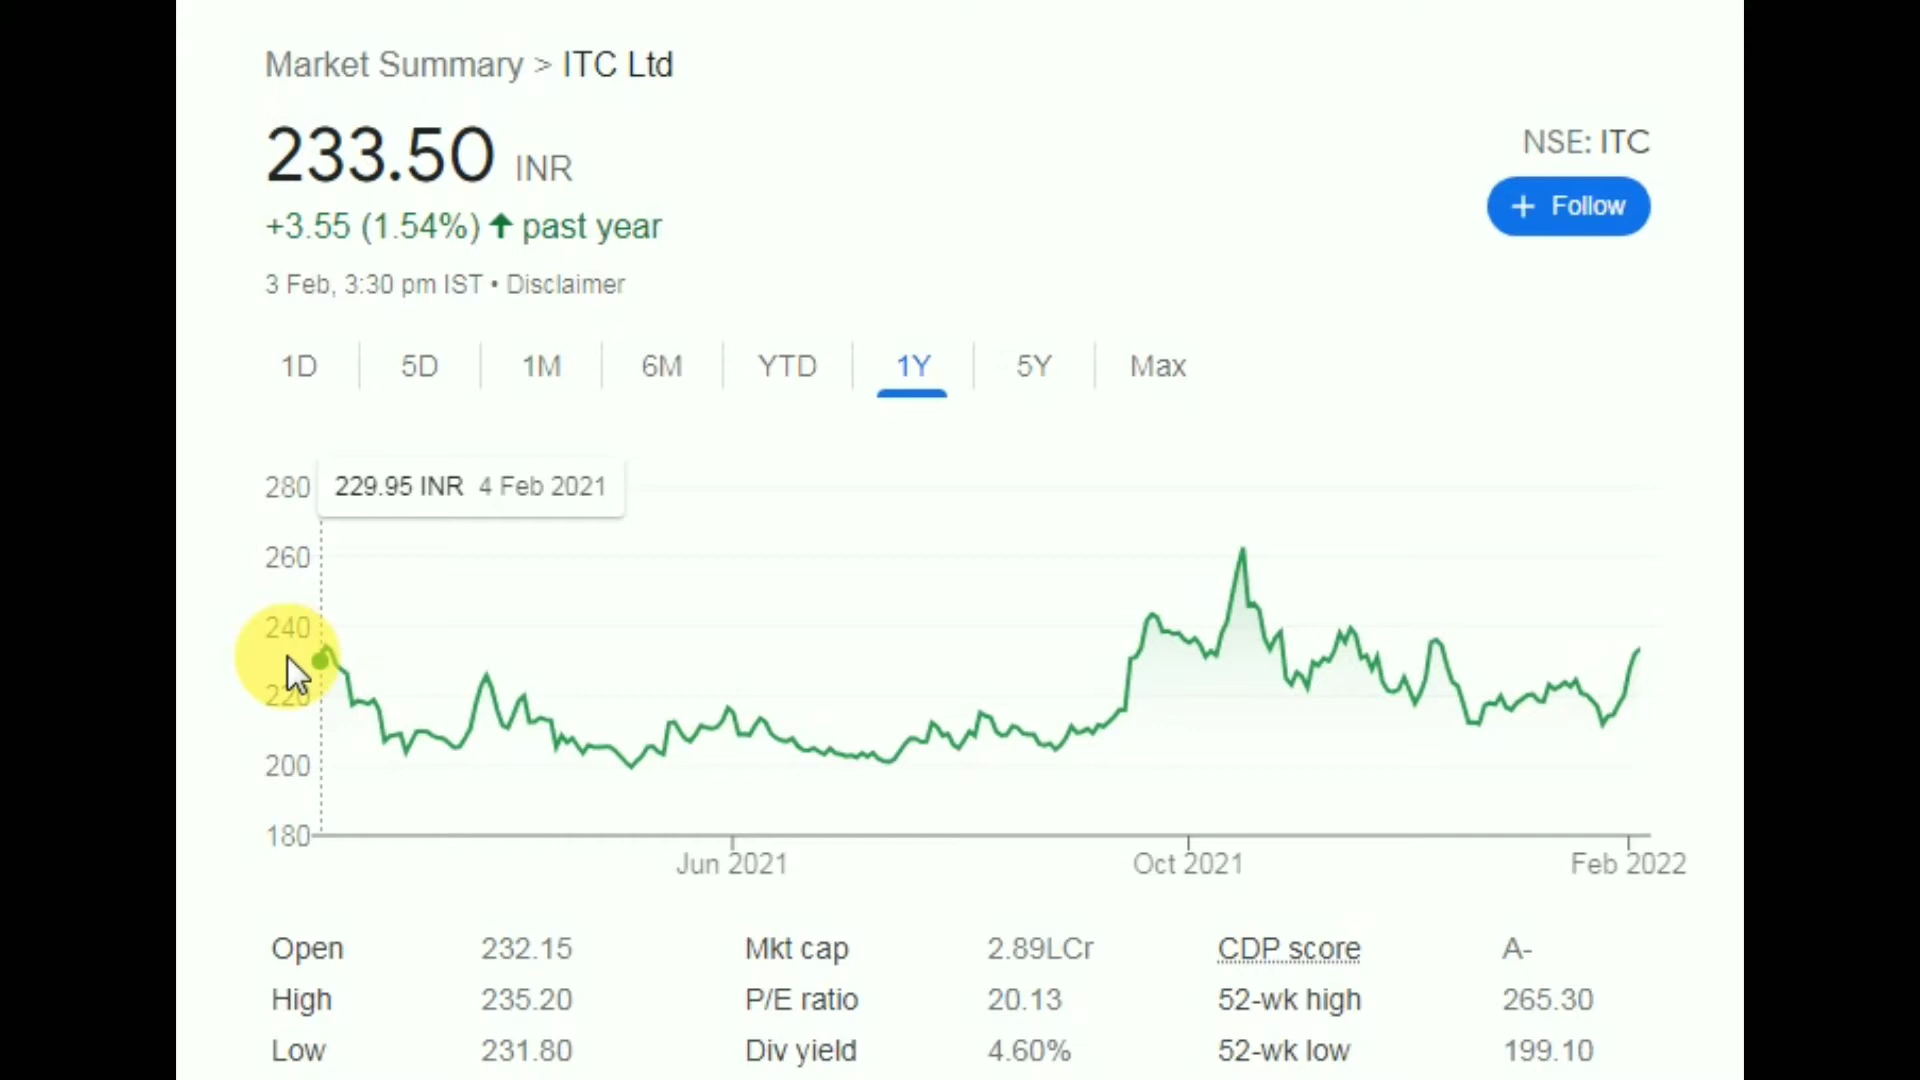 Market Summary > ITC Ltd
233.50 INR
NSE: ITC
+ Follow
+3.55 (1.54%) ↑ past year
3 Feb, 3:30 pm IST • Disclaimer
1D 5D 1M 6M YTD 1Y 5Y Max
280
229.95 INR 4 Feb 2021
260
240
220
200
180
Jun 2021 Oct 2021 Feb 2022
Open 232.15 Mkt cap 2.89LCr CDP score A-
High 235.20 P/E ratio 20.13 52-wk high 265.30
Low 231.80 Div yield 4.60% 52-wk low 199.10